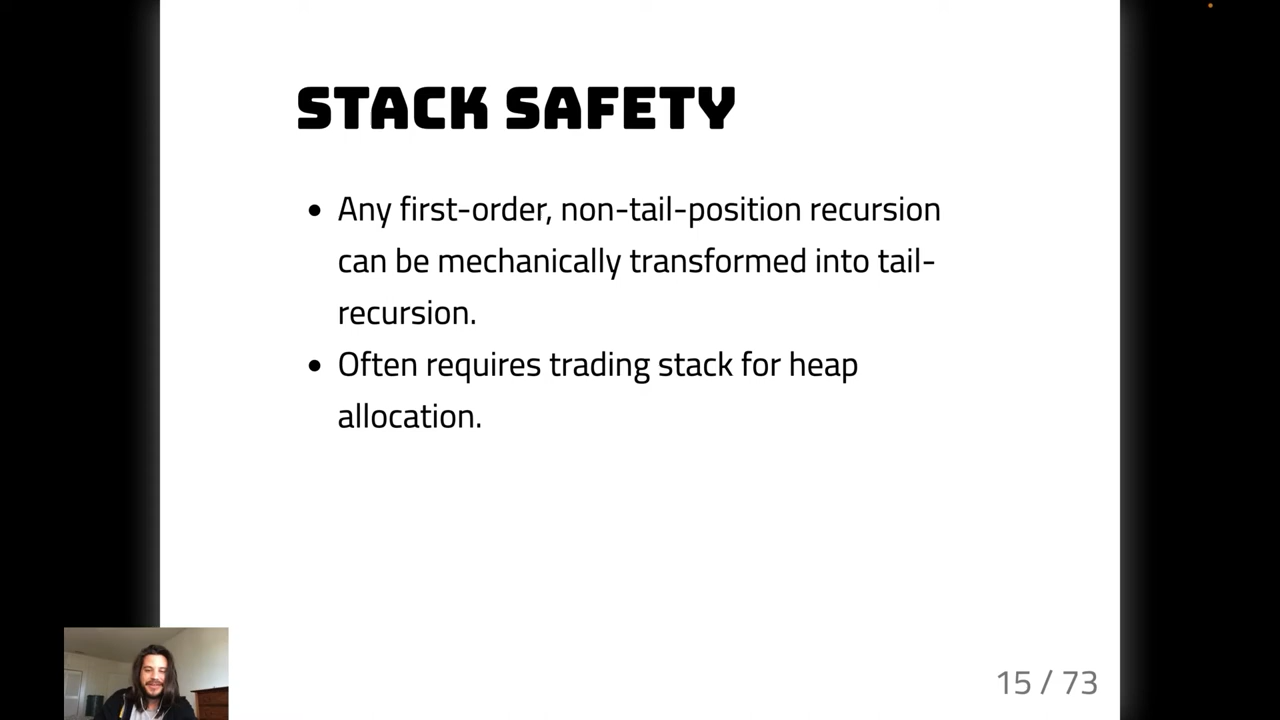 STACK SAFETY
• Any first-order, non-tail-position recursion
can be mechanically transformed into tail-
recursion.
• Often requires trading stack for heap
allocation.
15 / 73